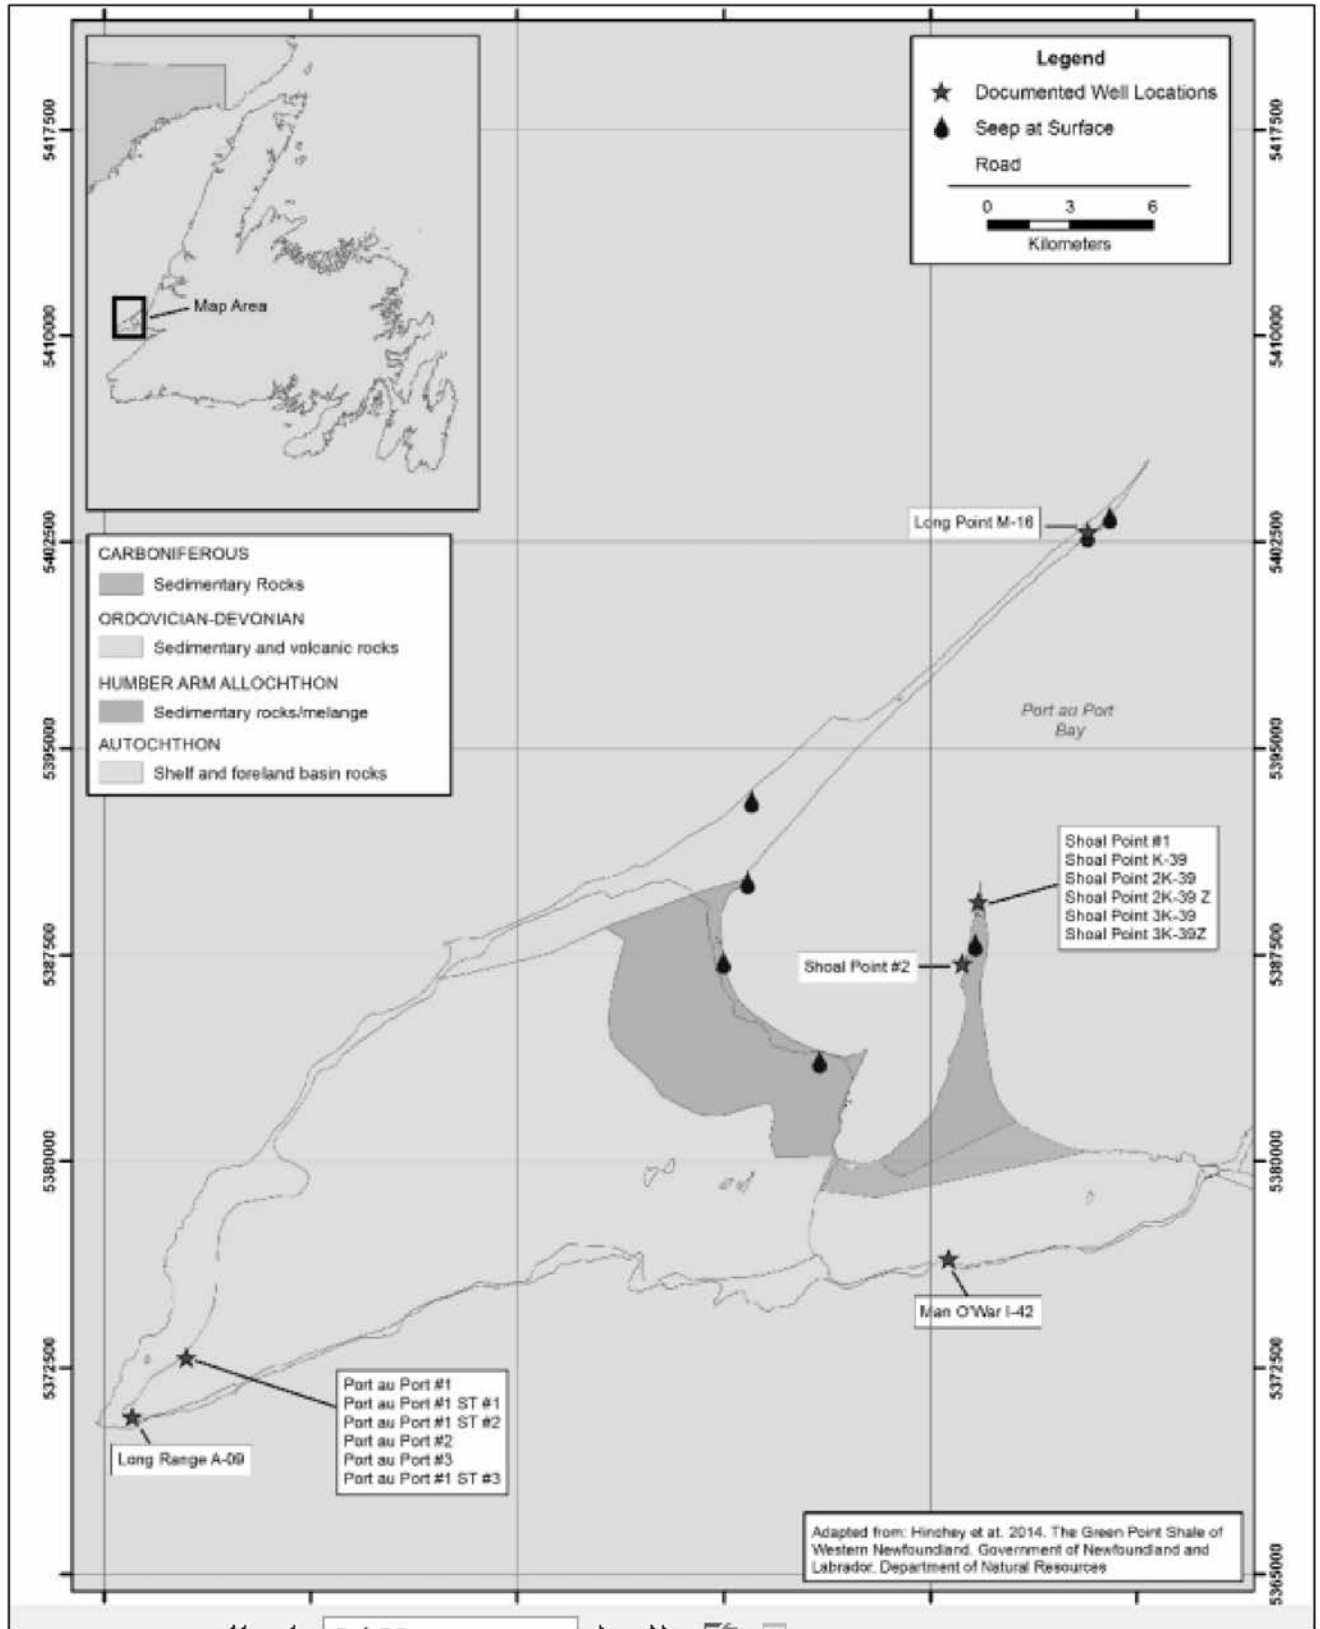 Legend
Documented Well Locations
Seep at Surface
Road
0 3 6
Kilometers
Map Area
5417500
5417500
5410000
5410000
Long Point M-16
5402500
5402500
CARBONIFEROUS
Sedimentary Rocks
ORDOVICIAN-DEVONIAN
Sedimentary and volcanic rocks
HUMBER ARM ALLOCHTHON
Sedimentary rocks/melange
AUTOCHTHON
Shelf and foreland basin rocks
Port au Port
Bay
5395000
5395000
Shoal Point #1
Shoal Point K-39
Shoal Point 2K-39
Shoal Point 2K-39 Z
Shoal Point 3K-39
Shoal Point 3K-39Z
Shoal Point #2
5387500
5387500
5380000
5380000
Man O'War I-42
5372500
5372500
Port au Port #1
Port au Port #1 ST #1
Port au Port #1 ST #2
Port au Port #2
Port au Port #3
Port au Port #1 ST #3
Long Range A-09
Adapted from: Hinchey et at. 2014. The Green Point Shale of
Western Newfoundland. Government of Newfoundland and
Labrador. Department of Natural Resources
5365000
5365000